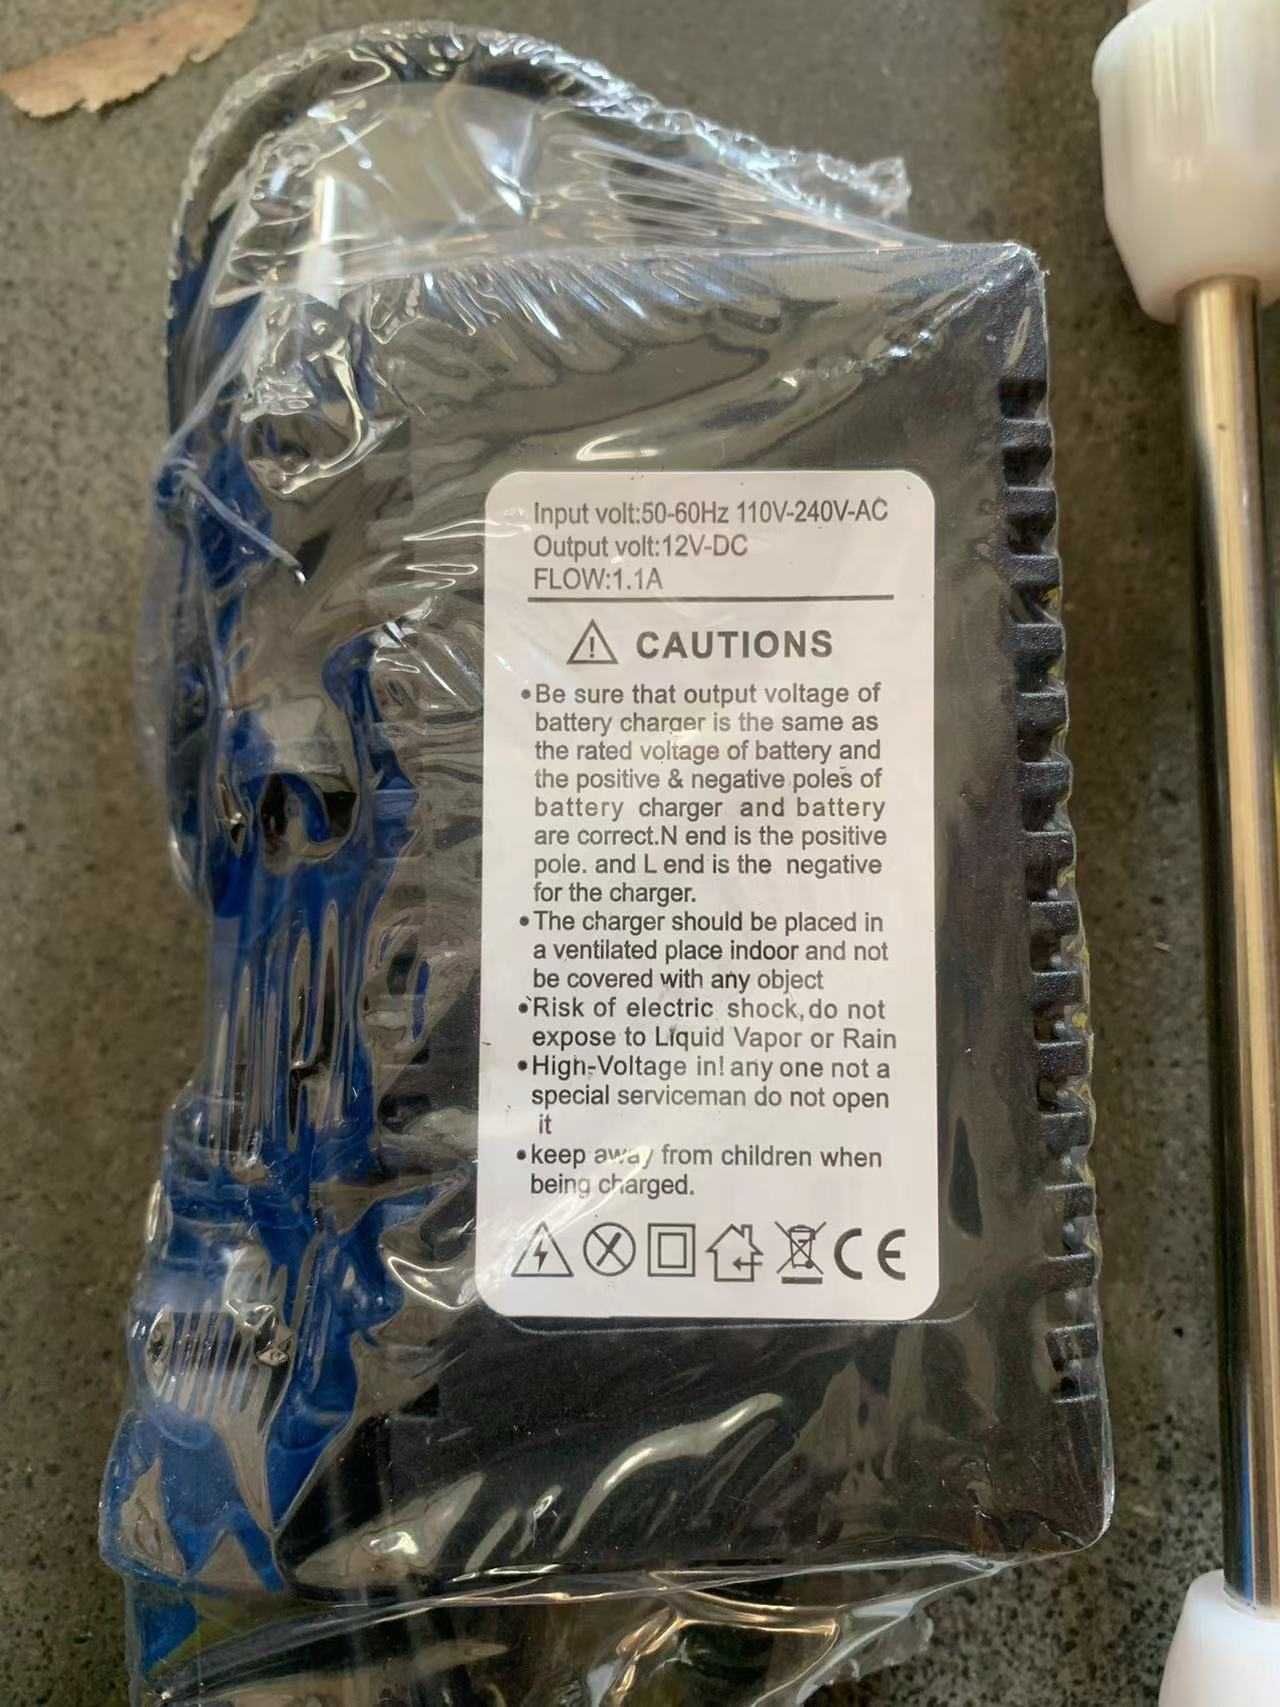 Input volt:50-60Hz 110V-240V-AC
Output volt:12V-DC
FLOW:1.1A
CAUTIONS
•Be sure that output voltage of
battery charger is the same as
the rated voltage of battery and
the positive & negative poles of
battery charger and battery
are correct.N end is the positive
pole. and L end is the negative
for the charger.
•The charger should be placed in
a ventilated place indoor and not
be covered with any object
•Risk of electric shock,do not
expose to Liquid Vapor or Rain
•High-Voltage in! any one not a
special serviceman do not open
it
•keep away from children when
being charged.
CE